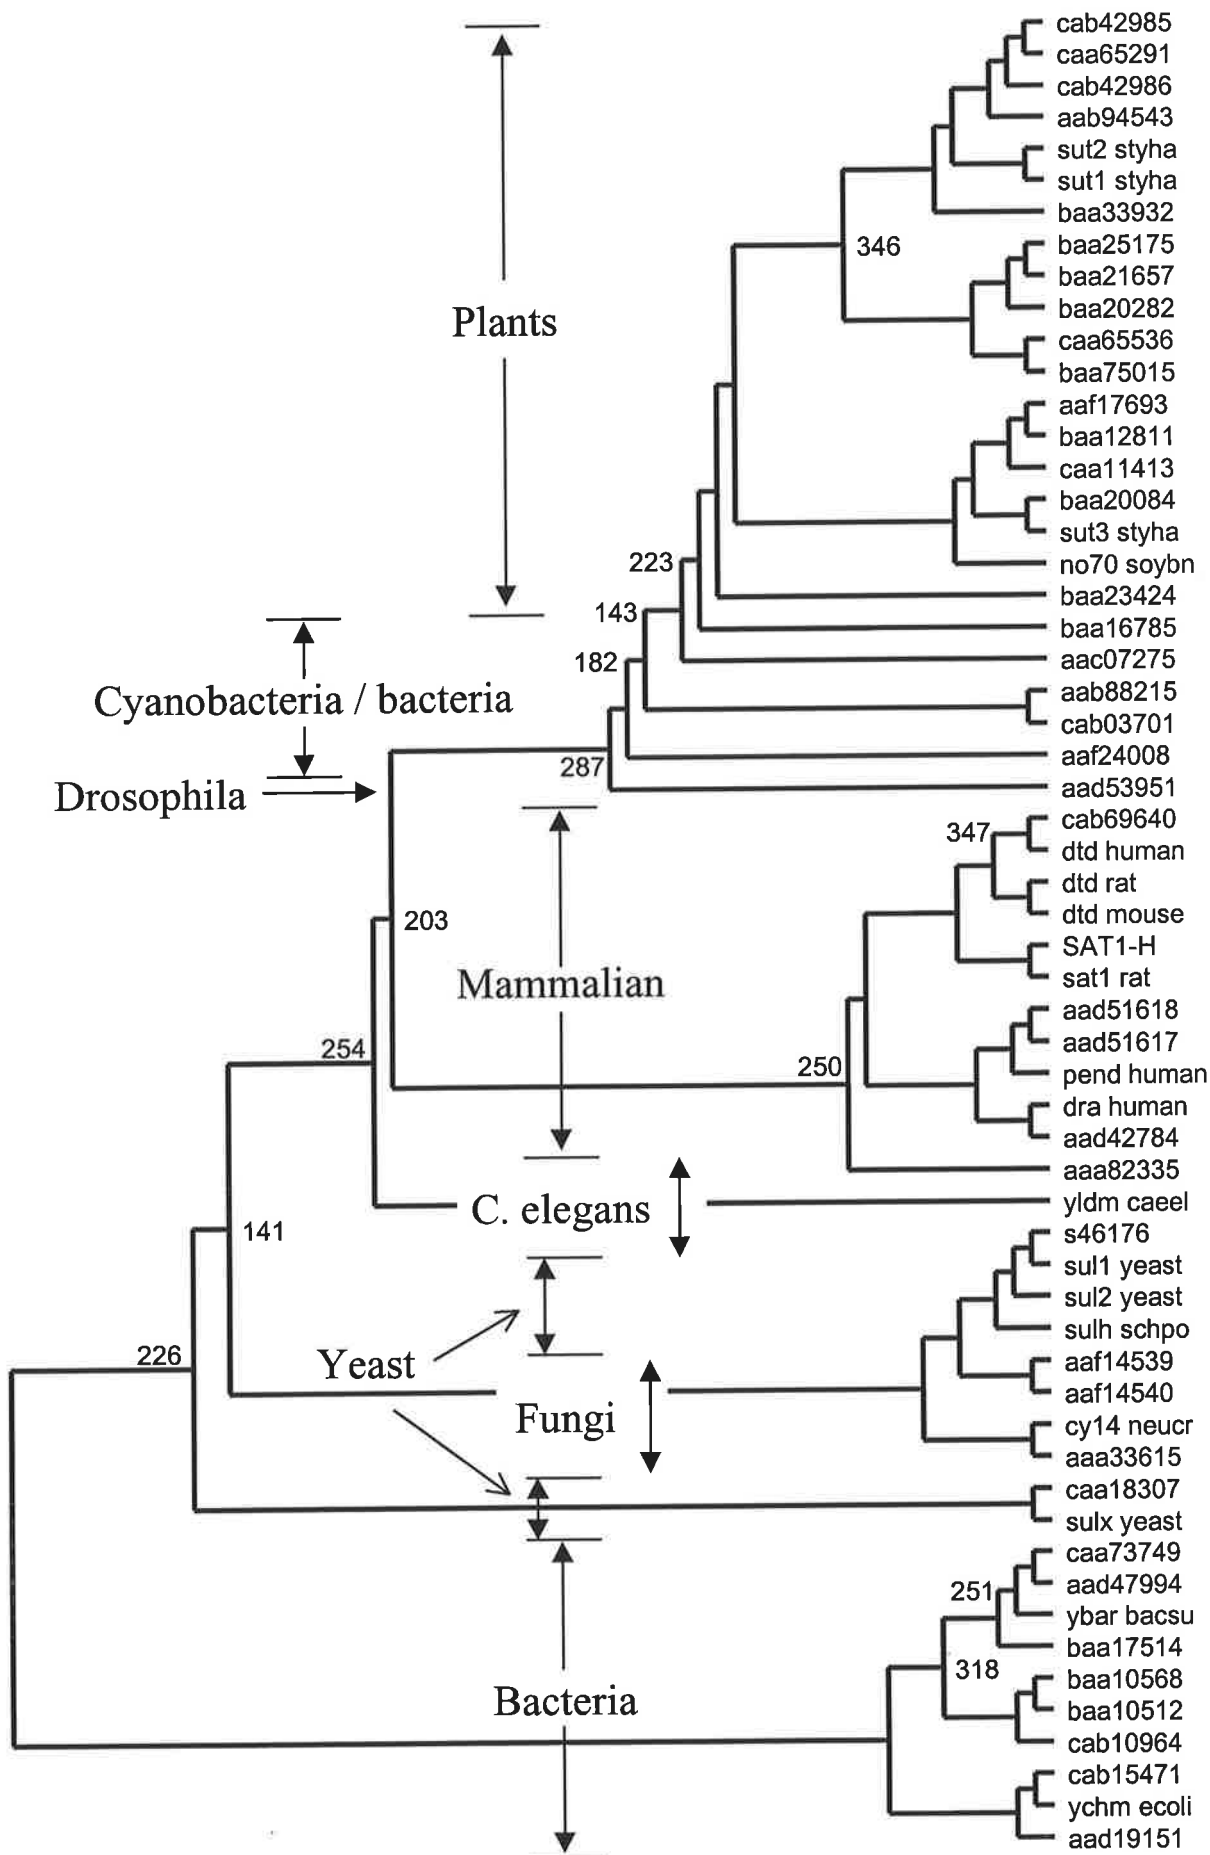 cab42985
caa65291
cab42986
aab94543
sut2 styha
sut1 styha
baa33932
baa25175
346
baa21657
baa20282
Plants
caa65536
baa75015
aaf17693
baa12811
caa11413
baa20084
sut3 styha
223
no70 soybn
baa23424
143
baa16785
182
aac07275
Cyanobacteria / bacteria
aab88215
cab03701
aaf24008
287
Drosophila
aad53951
cab69640
347
dtd human
dtd rat
dtd mouse
203
SAT1-H
sat1 rat
Mammalian
aad51618
aad51617
254
250
pend human
dra human
aad42784
aaa82335
C. elegans
yldm caeel
141
s46176
sul1 yeast
sul2 yeast
sulh schpo
226
Yeast
aaf14539
aaf14540
Fungi
cy14 neucr
aaa33615
caa18307
sulx yeast
caa73749
251
aad47994
ybar bacsu
baa17514
318
baa10568
Bacteria
baa10512
cab10964
cab15471
ychm ecoli
aad19151